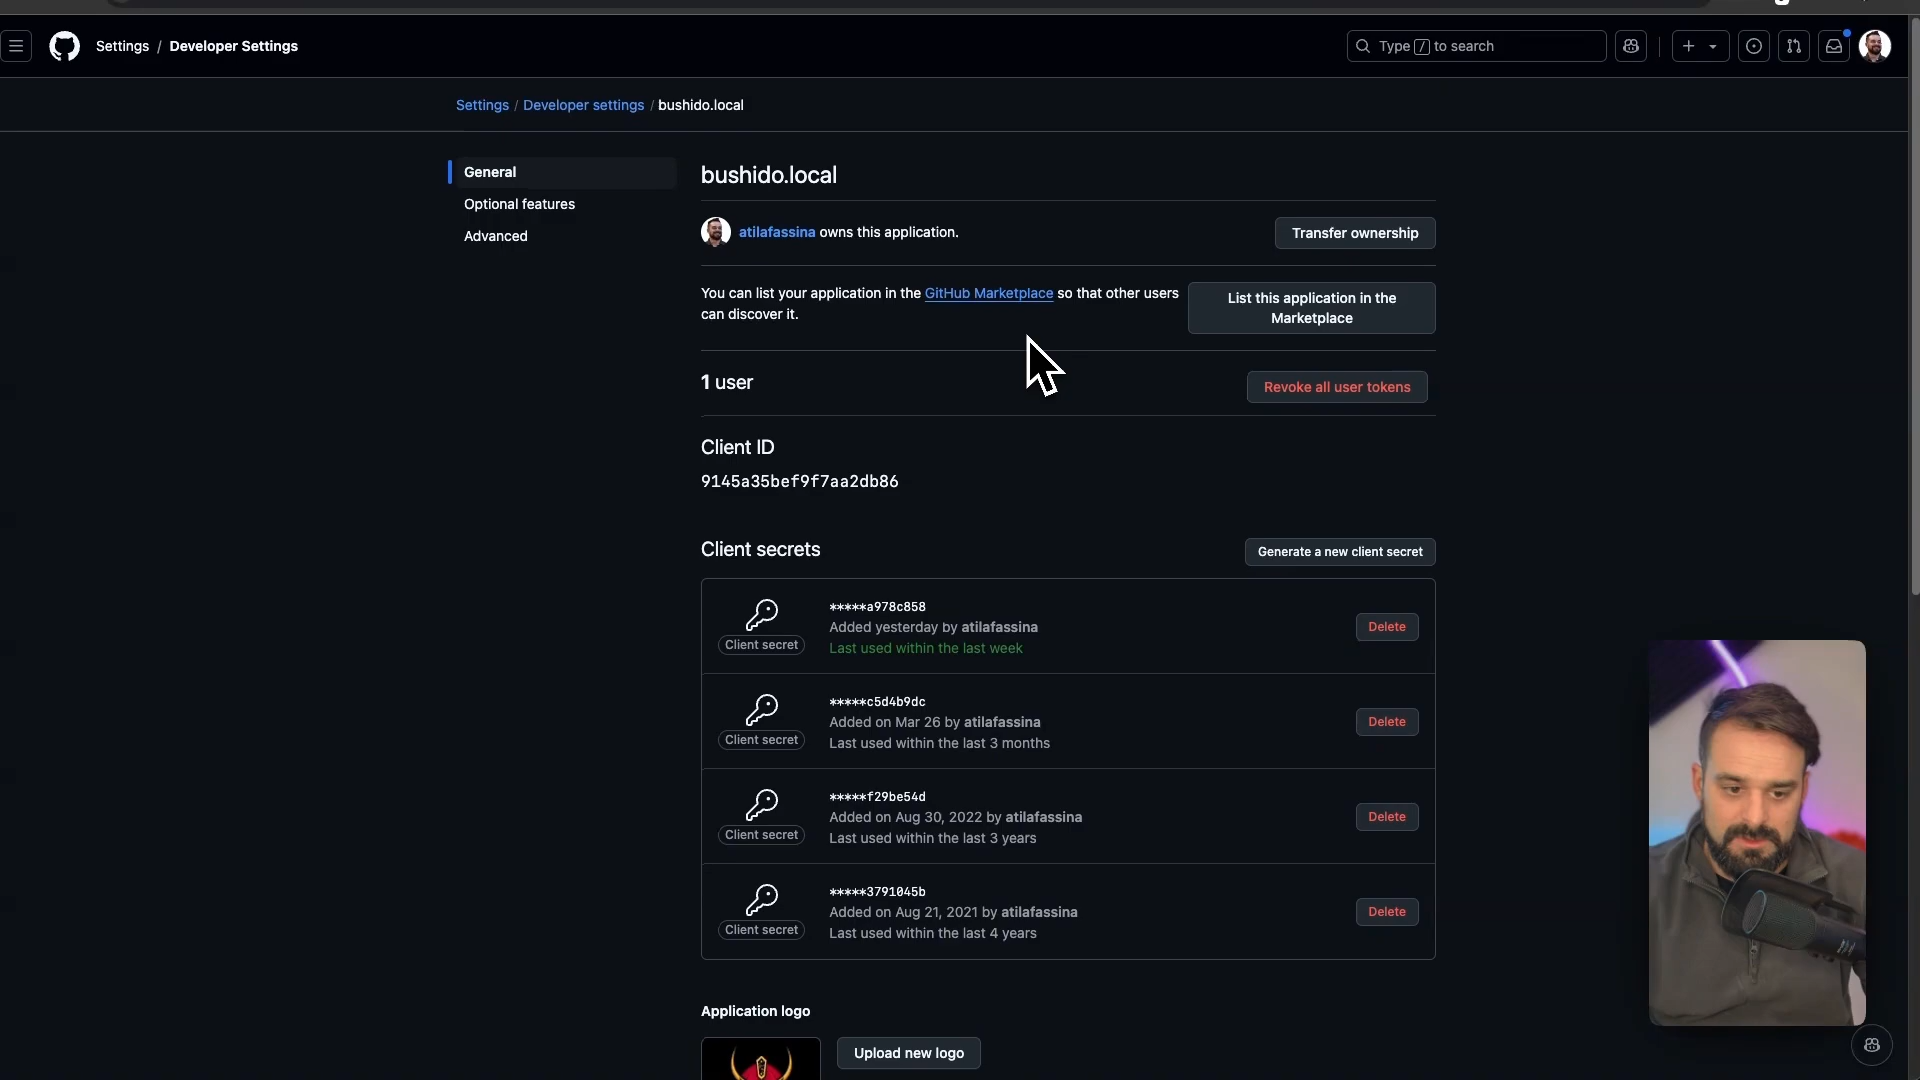 Settings / Developer Settings
Type / to search
Settings / Developer settings / bushido.local
General
Optional features
Advanced
bushido.local
atilafassina owns this application.
Transfer ownership
You can list your application in the GitHub Marketplace so that other users
can discover it.
List this application in the
Marketplace
1 user
Revoke all user tokens
Client ID
9145a35bef9f7aa2db86
Client secrets
Generate a new client secret
*****a978c858
Added yesterday by atilafassina
Last used within the last week
Client secret
Delete
*****c5d4b9dc
Added on Mar 26 by atilafassina
Last used within the last 3 months
Client secret
Delete
*****f29be54d
Added on Aug 30, 2022 by atilafassina
Last used within the last 3 years
Client secret
Delete
*****3791045b
Added on Aug 21, 2021 by atilafassina
Last used within the last 4 years
Client secret
Delete
Application logo
Upload new logo